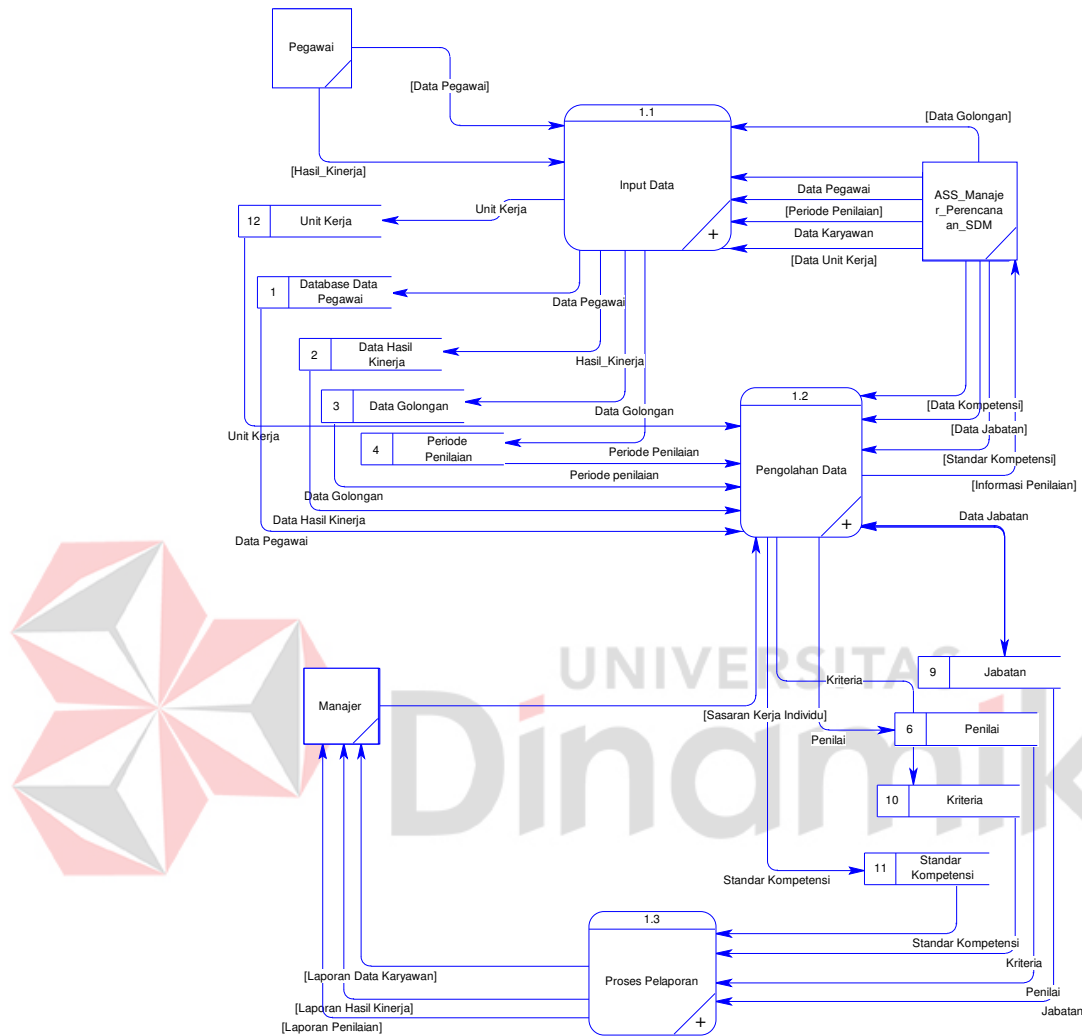 Pegawai
[Data Pegawai]
[Hasil_Kinerja]
1.1
Input Data
+
[Data Golongan]
Data Pegawai
[Periode Penilaian]
Data Karyawan
[Data Unit Kerja]
ASS_Manaje
r_Perencana
an_SDM
12
Unit Kerja
Unit Kerja
1
Database Data
Pegawai
Data Pegawai
2
Data Hasil
Kinerja
Hasil_Kinerja
3
Data Golongan
Data Golongan
4
Periode
Penilaian
Unit Kerja
Periode Penilaian
Periode penilaian
Data Golongan
Data Hasil Kinerja
Data Pegawai
1.2
Pengolahan Data
+
[Data Kompetensi]
[Data Jabatan]
[Standar Kompetensi]
[Informasi Penilaian]
Data Jabatan
UNIVERSITAS
Dinamika
9
Jabatan
Manajer
[Sasaran Kerja Individu]
Kriteria
Penilai
6
Penilai
10
Kriteria
11
Standar
Kompetensi
Standar Kompetensi
1.3
Proses Pelaporan
+
Standar Kompetensi
Kriteria
Penilai
Jabatan
[Laporan Data Karyawan]
[Laporan Hasil Kinerja]
[Laporan Penilaian]